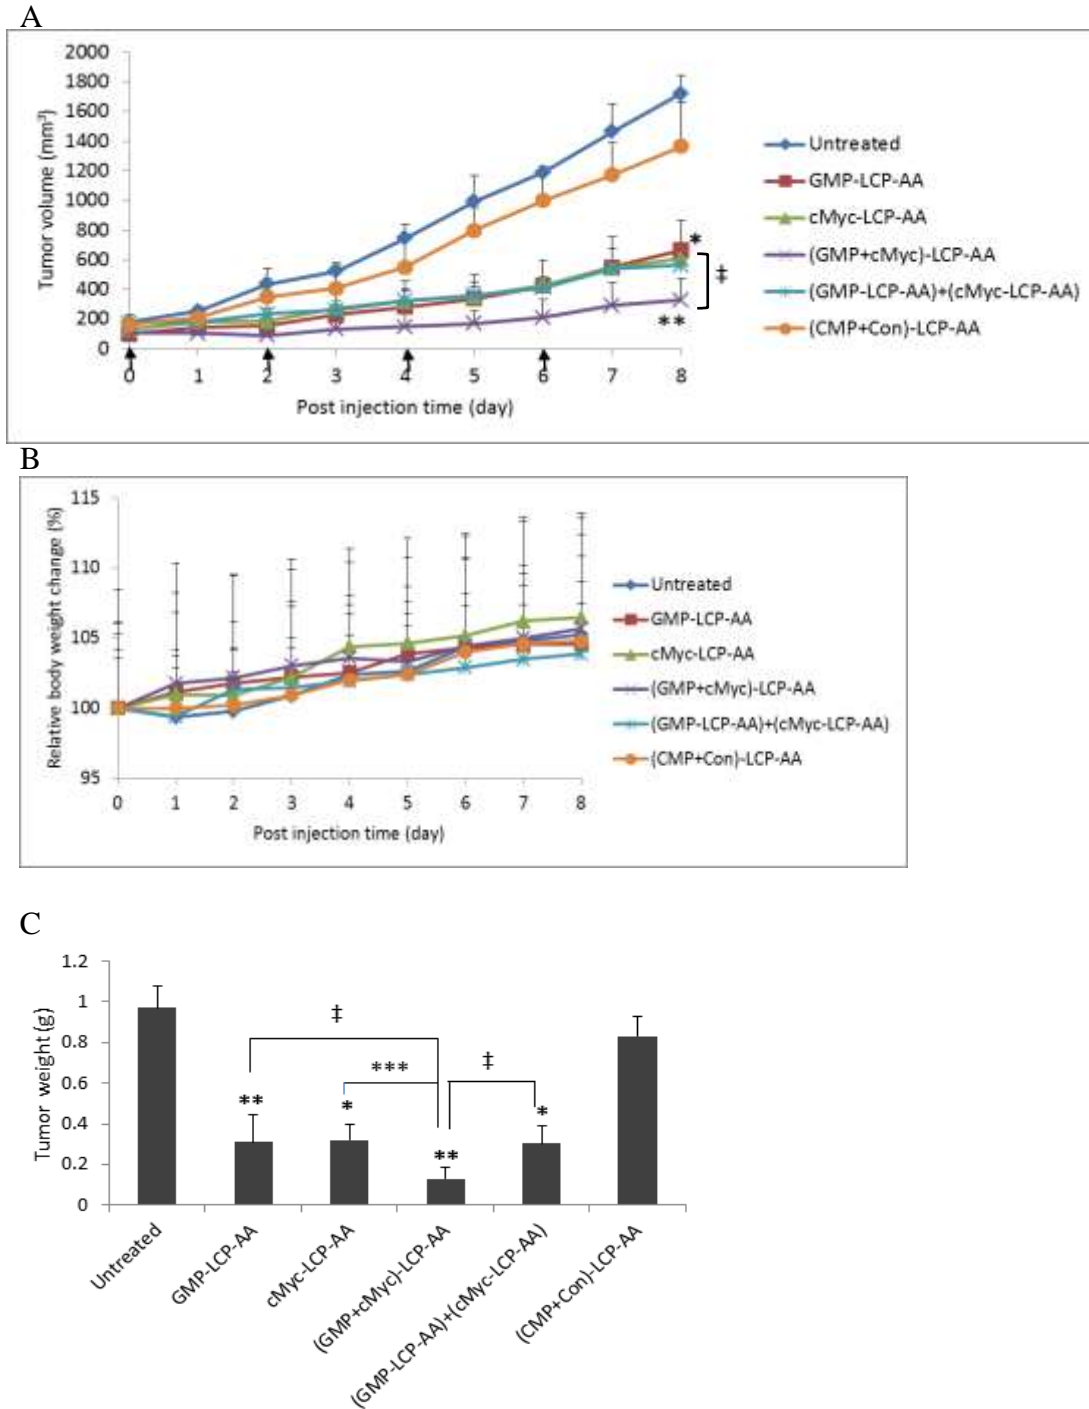 A
2000
1800
1600
1400
1200
1000
800
600
400
200
0
Tumor volume (mm³)
0 1 2 3 4 5 6 7 8
Post injection time (day)
*
‡
**
Untreated
GMP-LCP-AA
cMyc-LCP-AA
(GMP+cMyc)-LCP-AA
(GMP-LCP-AA)+(cMyc-LCP-AA)
(CMP+Con)-LCP-AA
B
115
110
105
100
95
Relative body weight change (%)
0 1 2 3 4 5 6 7 8
Post injection time (day)
Untreated
GMP-LCP-AA
cMyc-LCP-AA
(GMP+cMyc)-LCP-AA
(GMP-LCP-AA)+(cMyc-LCP-AA)
(CMP+Con)-LCP-AA
C
1.2
1
0.8
0.6
0.4
0.2
0
Tumor weight (g)
‡
*** ‡
** * ** *
Untreated
GMP-LCP-AA
cMyc-LCP-AA
(GMP+cMyc)-LCP-AA
(GMP-LCP-AA)+(cMyc-LCP-AA)
(CMP+Con)-LCP-AA